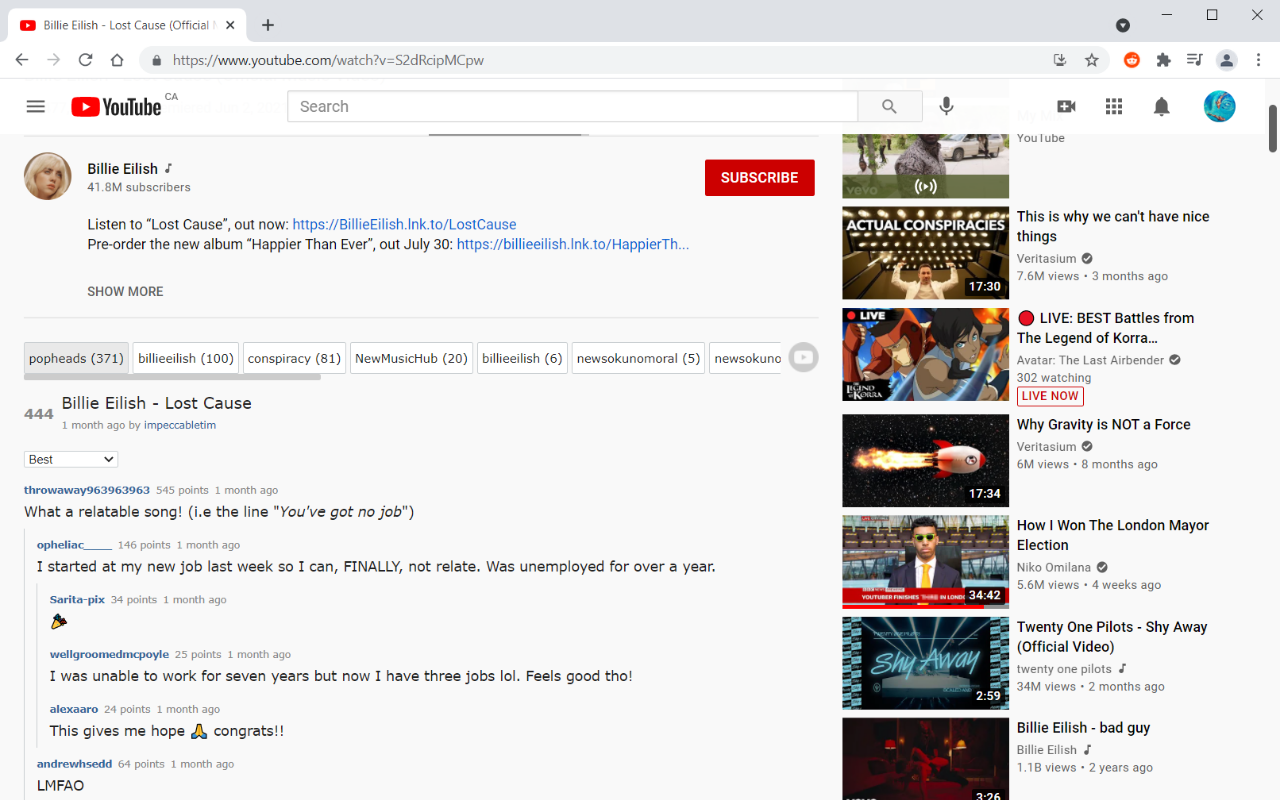 Billie Eilish - Lost Cause (Official
https://www.youtube.com/watch?v=S2dRcipMCpw
YouTube CA
Search
Billie Eilish
41.8M subscribers
SUBSCRIBE
Listen to “Lost Cause”, out now: https://BillieEilish.lnk.to/LostCause
Pre-order the new album “Happier Than Ever”, out July 30: https://billieeilish.lnk.to/HappierTh...
SHOW MORE
popheads (371)
billieeilish (100)
conspiracy (81)
NewMusicHub (20)
billieeilish (6)
newsokunomoral (5)
newsokuno
444
Billie Eilish - Lost Cause
1 month ago by impeccabletim
Best
throwaway963963963 545 points 1 month ago
What a relatable song! (i.e the line "You've got no job")
opheliac_____ 146 points 1 month ago
I started at my new job last week so I can, FINALLY, not relate. Was unemployed for over a year.
Sarita-pix 34 points 1 month ago
wellgroomedmcpoyle 25 points 1 month ago
I was unable to work for seven years but now I have three jobs lol. Feels good tho!
alexaaro 24 points 1 month ago
This gives me hope 🙏 congrats!!
andrewhsedd 64 points 1 month ago
LMFAO
YouTube
vevo
ACTUAL CONSPIRACIES
17:30
This is why we can't have nice
things
Veritasium
7.6M views • 3 months ago
LIVE
LEGEND OF KORRA
LIVE: BEST Battles from
The Legend of Korra…
Avatar: The Last Airbender
302 watching
LIVE NOW
17:34
Why Gravity is NOT a Force
Veritasium
6M views • 8 months ago
YOUTUBER FINISHES THIRD IN LONDO
34:42
How I Won The London Mayor
Election
Niko Omilana
5.6M views • 4 weeks ago
Shy Away
2:59
Twenty One Pilots - Shy Away
(Official Video)
twenty one pilots
34M views • 2 months ago
3:26
Billie Eilish - bad guy
Billie Eilish
1.1B views • 2 years ago